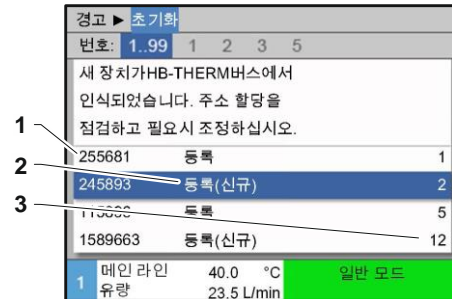 경고 ▶ 초기화
번호: 1..99 1 2 3 5
새 장치가HB-THERM버스에서
인식되었습니다. 주소 할당을
점검하고 필요시 조정하십시오.
1
255681 등록 1
2
245893 등록(신규) 2
3
등록 5
1589663 등록(신규) 12
1 메인 라인 40.0 °C 일반 모드
유량 23.5 L/min